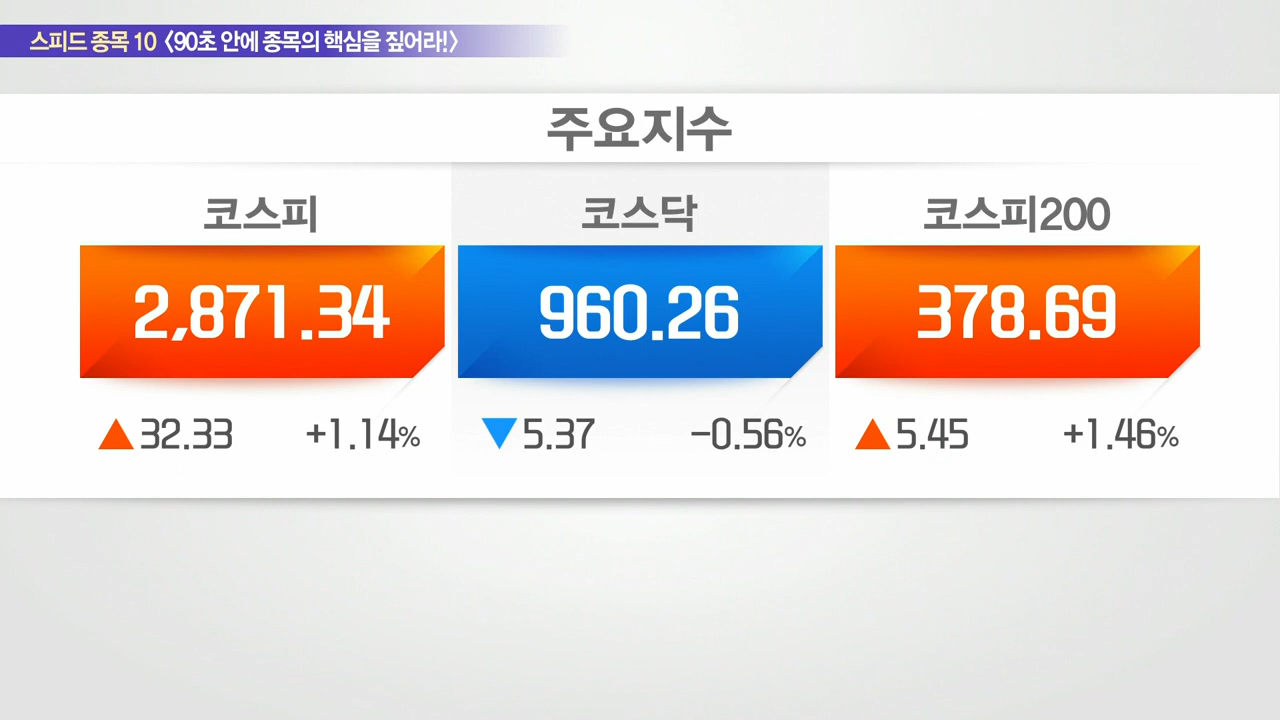 스피드 종목 10 〈90초 안에 종목의 핵심을 짚어라!〉
주요지수
코스피
2,871.34
▲32.33 +1.14%
코스닥
960.26
▼5.37 -0.56%
코스피200
378.69
▲5.45 +1.46%